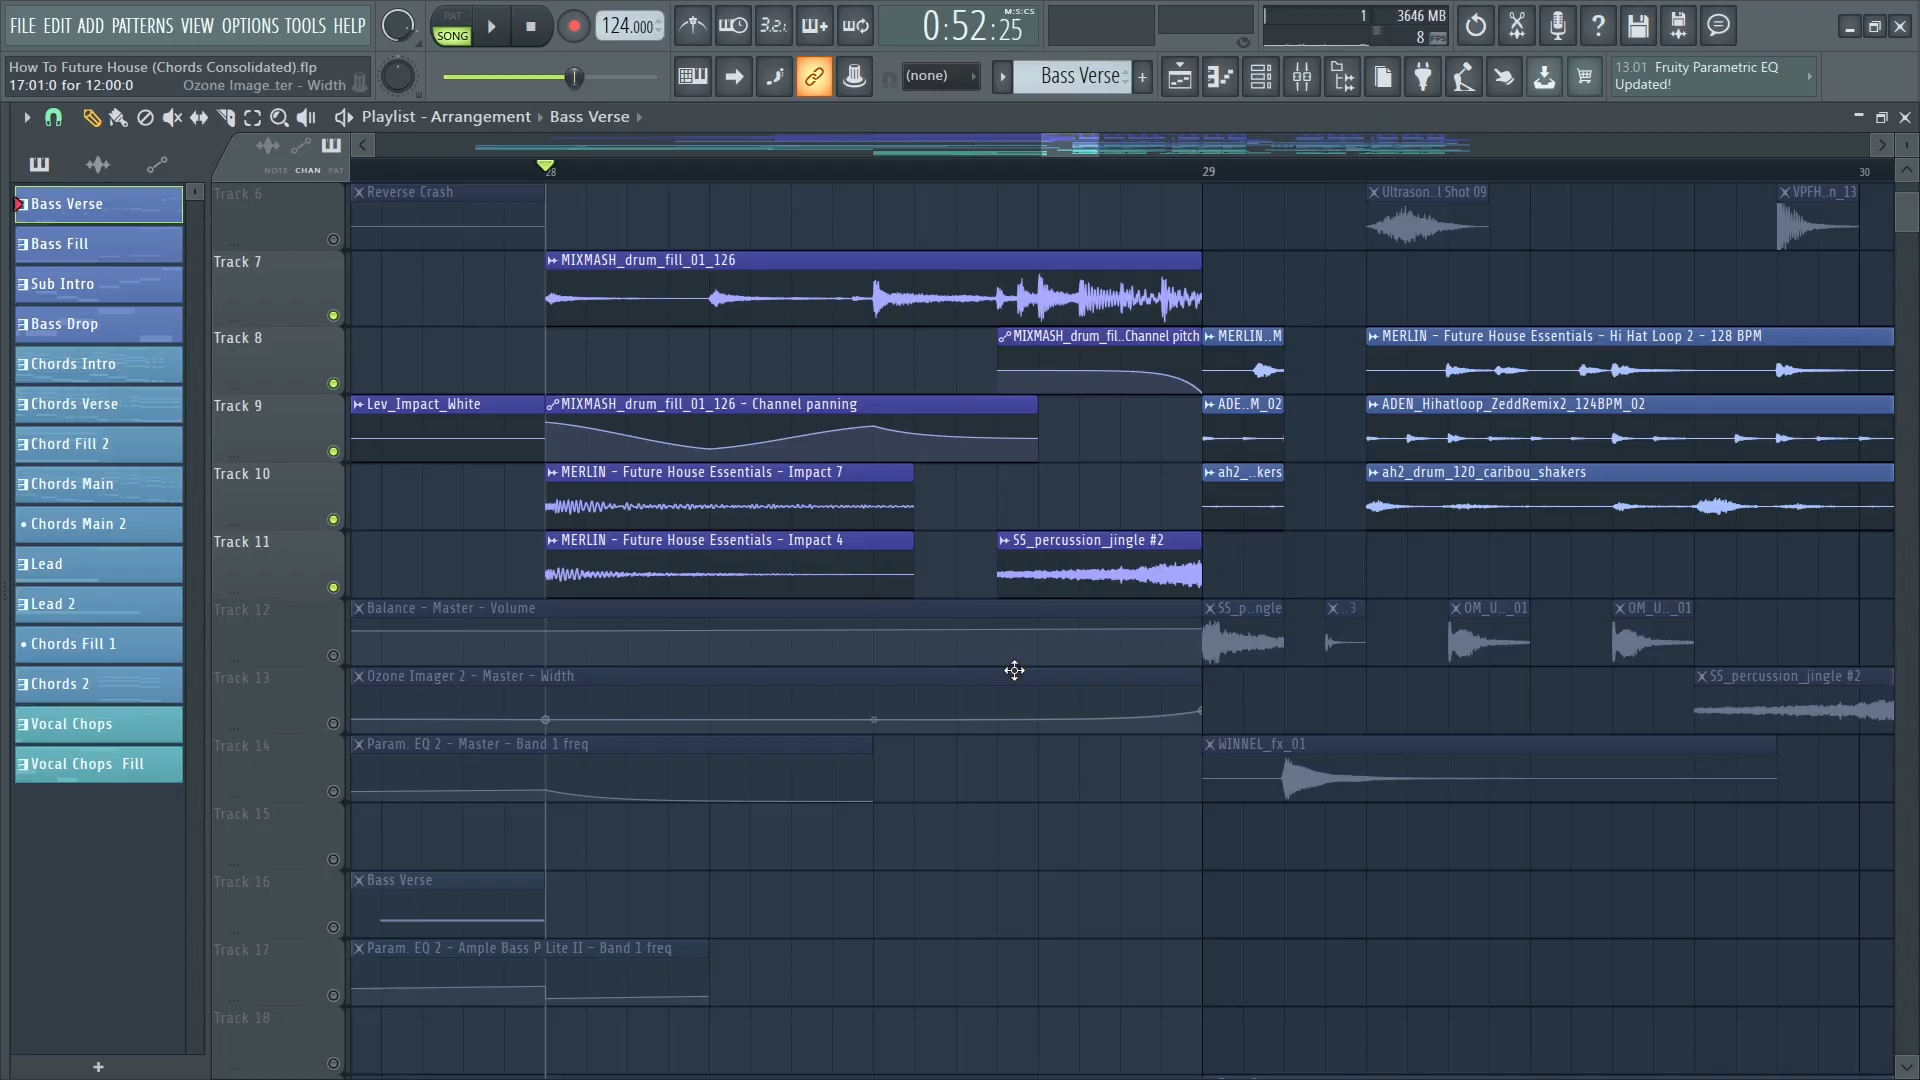 FILE EDIT ADD PATTERNS VIEW OPTIONS TOOLS HELP
PAT
SONG
124.000
3.2.
0:52:25
M:S:CS
1
3646 MB
8
FPS
How To Future House (Chords Consolidated).flp
17:01:0 for 12:00:0
Ozone Image..ter - Width
(none)
Bass Verse
+
13.01 Fruity Parametric EQ
Updated!
Playlist - Arrangement › Bass Verse ›
NOTE CHAN PAT
28
29
30
Bass Verse
Bass Fill
Sub Intro
Bass Drop
Chords Intro
Chords Verse
Chord Fill 2
Chords Main
Chords Main 2
Lead
Lead 2
Chords Fill 1
Chords 2
Vocal Chops
Vocal Chops Fill
+
Track 6
Reverse Crash
Ultrason..l Shot 09
VPFH..n_13
Track 7
MIXMASH_drum_fill_01_126
Track 8
MIXMASH_drum_fil..Channel pitch
MERLIN..M
MERLIN - Future House Essentials - Hi Hat Loop 2 - 128 BPM
Track 9
Lev_Impact_White
MIXMASH_drum_fill_01_126 - Channel panning
ADE..M_02
ADEN_Hihatloop_ZeddRemix2_124BPM_02
Track 10
MERLIN - Future House Essentials - Impact 7
ah2_..kers
ah2_drum_120_caribou_shakers
Track 11
MERLIN - Future House Essentials - Impact 4
SS_percussion_jingle #2
Track 12
Balance - Master - Volume
SS_p..ngle
..3
OM_U.._01
OM_U.._01
Track 13
Ozone Imager 2 - Master - Width
SS_percussion_jingle #2
Track 14
Param. EQ 2 - Master - Band 1 freq
WINNEL_fx_01
Track 15
Track 16
Bass Verse
Track 17
Param. EQ 2 - Ample Bass P Lite II - Band 1 freq
Track 18